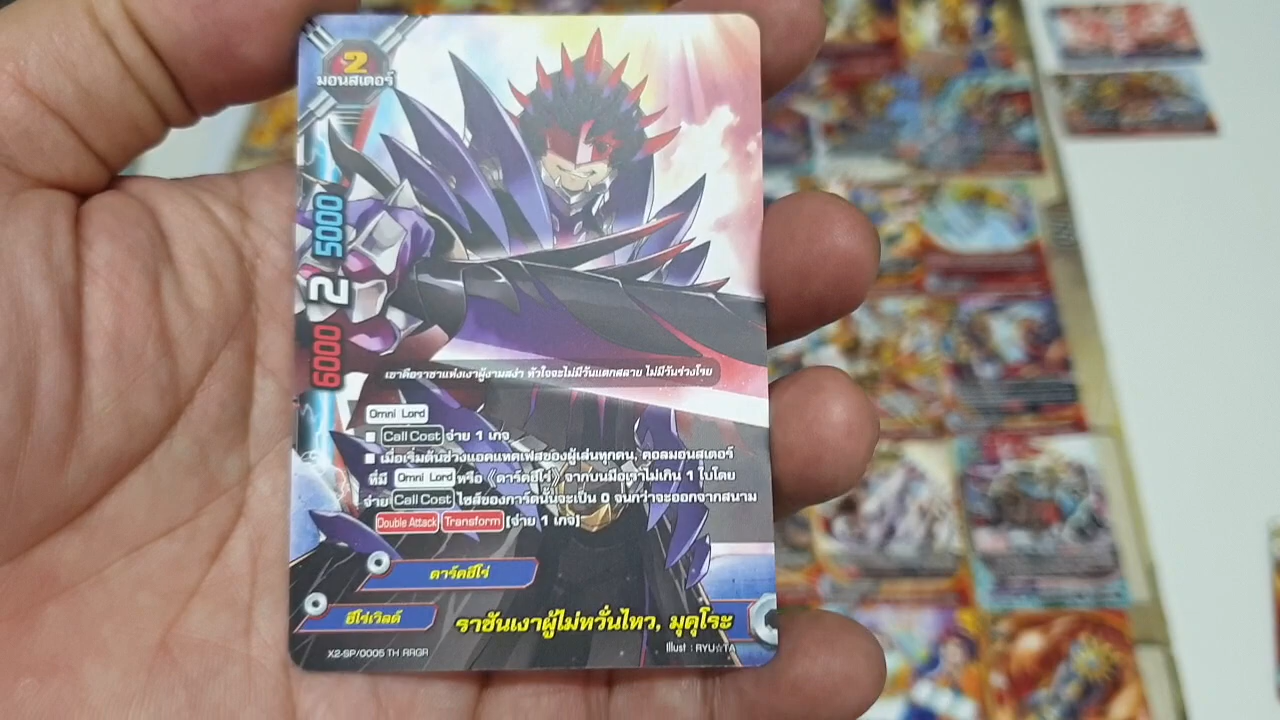 2
มอนสเตอร์
5000
2
6000
เขาคือราชาแห่งเงาผู้งามสง่า หัวใจจะไม่มีวันแตกสลาย ไม่มีวันร่วงโรย
Omni Lord
■ Call Cost จ่าย 1 เกจ
■ เมื่อเริ่มต้นช่วงแอคแทคเฟสของผู้เล่นทุกคน, คอลมอนสเตอร์
ที่มี Omni Lord หรือ《ดาร์คฮีโร่》จากบนมือเราไม่เกิน 1 ใบโดย
จ่าย Call Cost ไซส์ของการ์ดนั้นจะเป็น 0 จนกว่าจะออกจากสนาม
Double Attack Transform [จ่าย 1 เกจ]
ดาร์คฮีโร่
ฮีโร่เวิลด์
ราชันเงาผู้ไม่หวั่นไหว, มุคุโระ
X2-SP/0005 TH RRGR
Illust : RYU☆TA